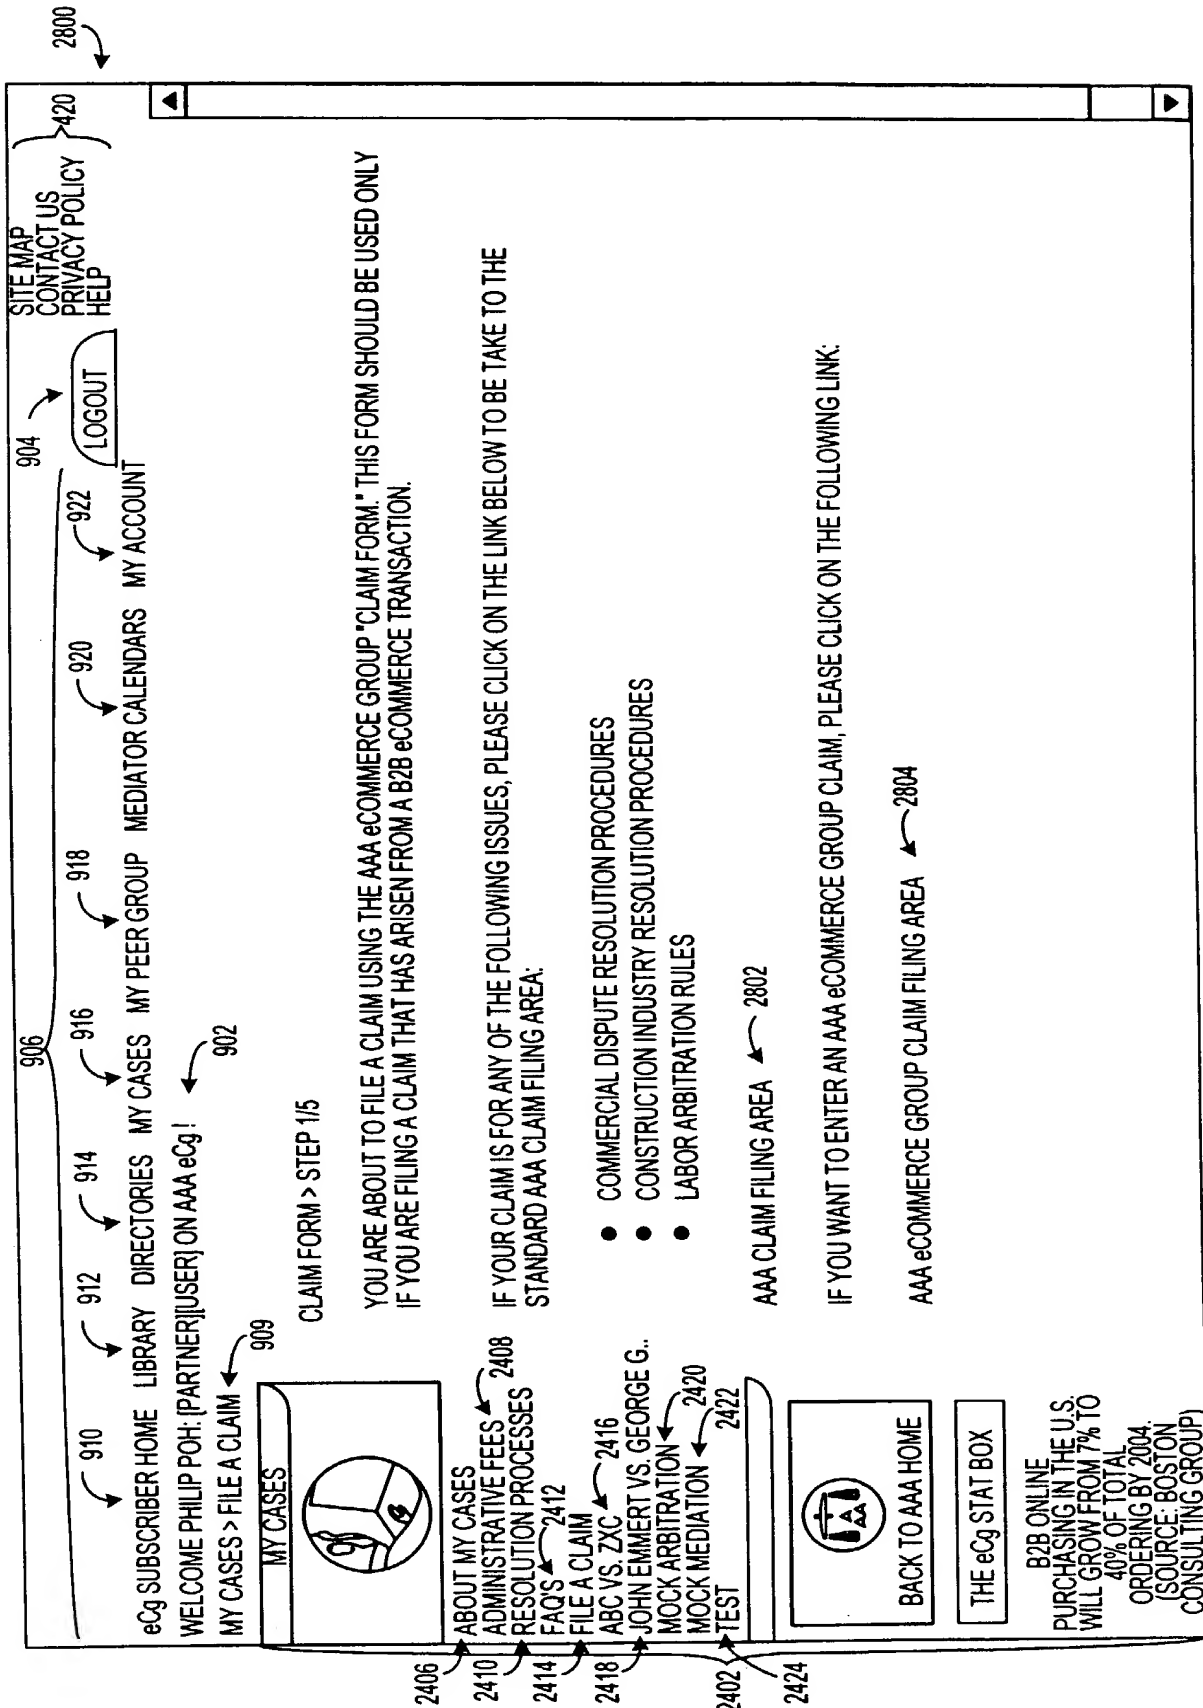 2800
SITE MAP
CONTACT US
PRIVACY POLICY
HELP
420
904
LOGOUT
906
910
912
914
916
918
920
922
eCg SUBSCRIBER HOME LIBRARY DIRECTORIES MY CASES MY PEER GROUP MEDIATOR CALENDARS MY ACCOUNT
WELCOME PHILIP POH: [PARTNER][USER] ON AAA eCg!
902
MY CASES > FILE A CLAIM
909
MY CASES
2406
ABOUT MY CASES
ADMINISTRATIVE FEES
2408
2410
RESOLUTION PROCESSES
FAQ'S
2412
2414
FILE A CLAIM
ABC VS. ZXC
2416
2418
JOHN EMMERT VS. GEORGE G..
MOCK ARBITRATION
2420
2402
MOCK MEDIATION
2422
2424
TEST
BACK TO AAA HOME
THE eCg STAT BOX
B2B ONLINE
PURCHASING IN THE U.S.
WILL GROW FROM 7% TO
40% OF TOTAL
ORDERING BY 2004.
(SOURCE: BOSTON
CONSULTING GROUP)
CLAIM FORM > STEP 1/5
YOU ARE ABOUT TO FILE A CLAIM USING THE AAA eCOMMERCE GROUP "CLAIM FORM." THIS FORM SHOULD BE USED ONLY
IF YOU ARE FILING A CLAIM THAT HAS ARISEN FROM A B2B eCOMMERCE TRANSACTION.
IF YOUR CLAIM IS FOR ANY OF THE FOLLOWING ISSUES, PLEASE CLICK ON THE LINK BELOW TO BE TAKE TO THE
STANDARD AAA CLAIM FILING AREA:
• COMMERCIAL DISPUTE RESOLUTION PROCEDURES
• CONSTRUCTION INDUSTRY RESOLUTION PROCEDURES
• LABOR ARBITRATION RULES
AAA CLAIM FILING AREA
2802
IF YOU WANT TO ENTER AN AAA eCOMMERCE GROUP CLAIM, PLEASE CLICK ON THE FOLLOWING LINK:
AAA eCOMMERCE GROUP CLAIM FILING AREA
2804